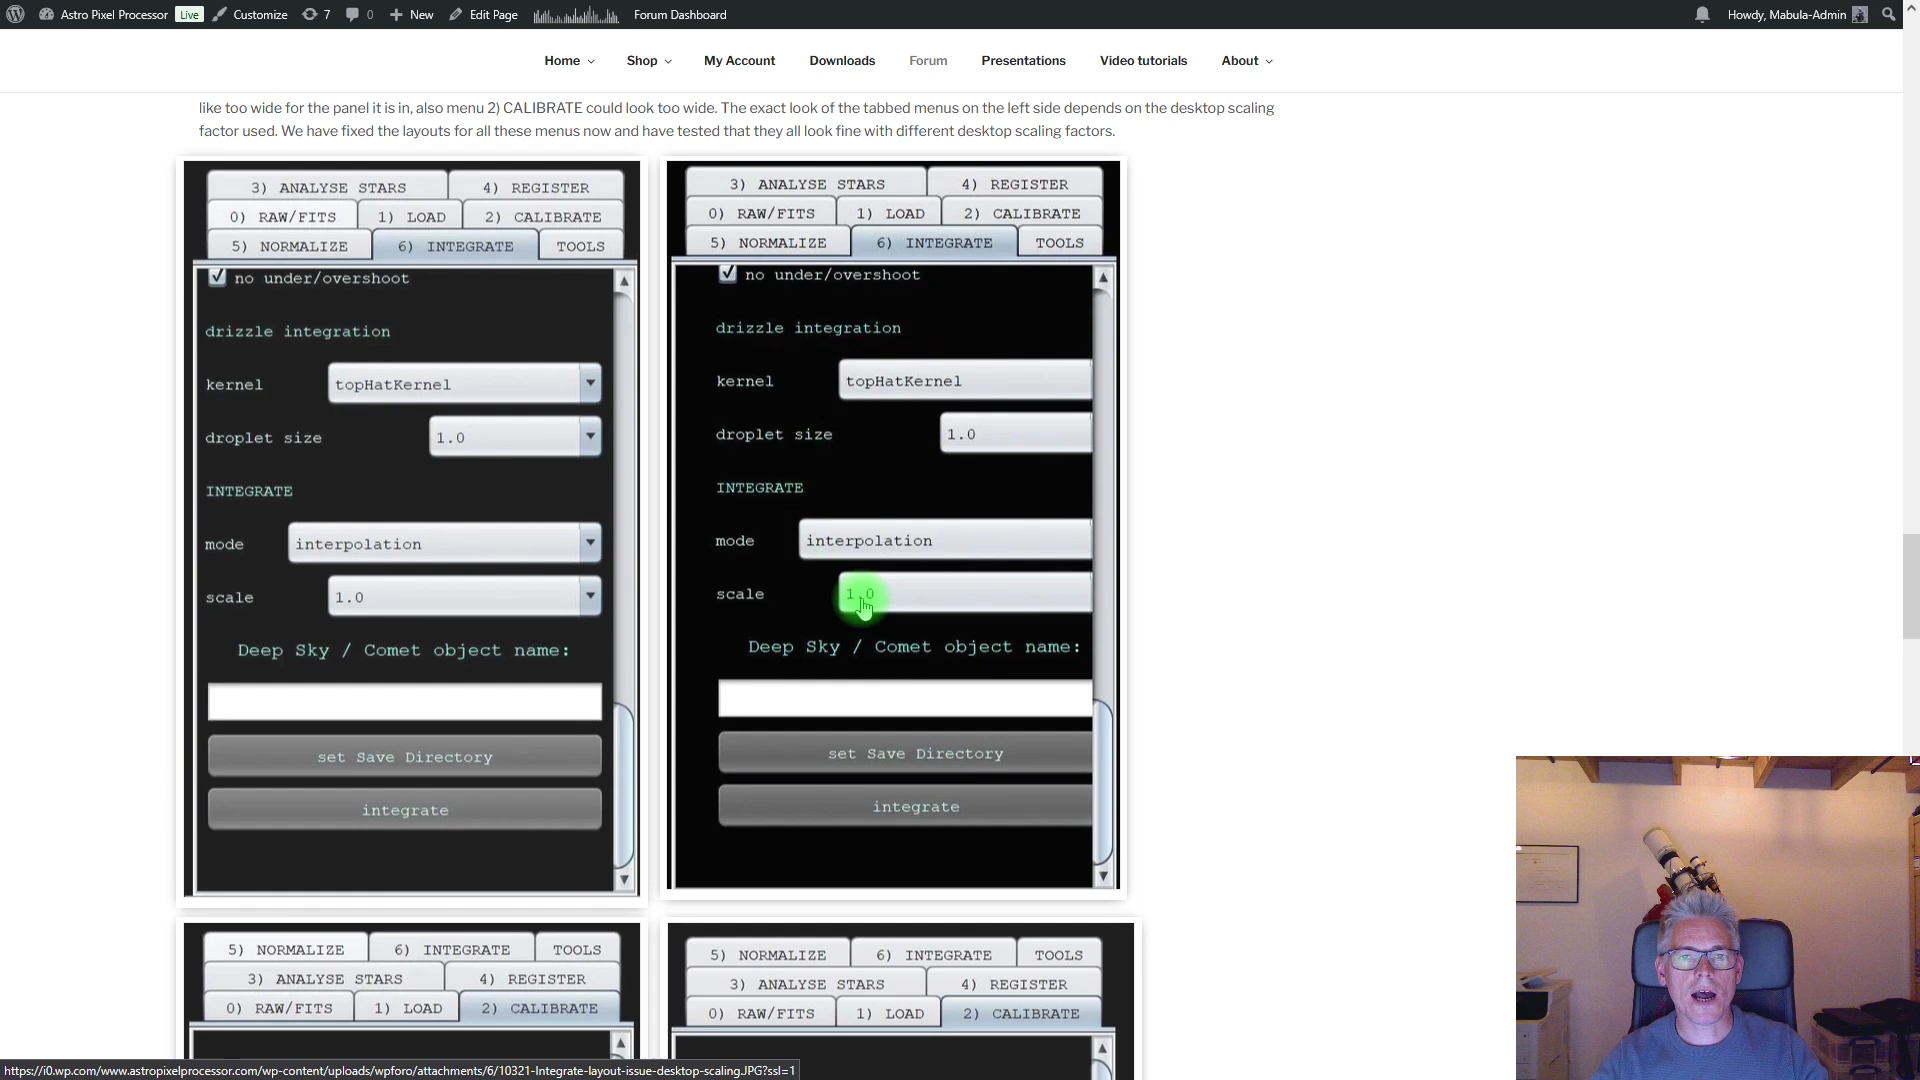 Astro Pixel Processor Live Customize 7 0 New Edit Page Forum Dashboard Howdy, Mabula-Admin
Home Shop My Account Downloads Forum Presentations Video tutorials About
like too wide for the panel it is in, also menu 2) CALIBRATE could look too wide. The exact look of the tabbed menus on the left side depends on the desktop scaling
factor used. We have fixed the layouts for all these menus now and have tested that they all look fine with different desktop scaling factors.
3) ANALYSE STARS 4) REGISTER
0) RAW/FITS 1) LOAD 2) CALIBRATE
5) NORMALIZE 6) INTEGRATE TOOLS
no under/overshoot
drizzle integration
kernel topHatKernel
droplet size 1.0
INTEGRATE
mode interpolation
scale 1.0
Deep Sky / Comet object name:
set Save Directory
integrate
3) ANALYSE STARS 4) REGISTER
0) RAW/FITS 1) LOAD 2) CALIBRATE
5) NORMALIZE 6) INTEGRATE TOOLS
no under/overshoot
drizzle integration
kernel topHatKernel
droplet size 1.0
INTEGRATE
mode interpolation
scale 1.0
Deep Sky / Comet object name:
set Save Directory
integrate
5) NORMALIZE 6) INTEGRATE TOOLS
3) ANALYSE STARS 4) REGISTER
0) RAW/FITS 1) LOAD 2) CALIBRATE
5) NORMALIZE 6) INTEGRATE TOOLS
3) ANALYSE STARS 4) REGISTER
0) RAW/FITS 1) LOAD 2) CALIBRATE
https://i0.wp.com/www.astropixelprocessor.com/wp-content/uploads/wpforo/attachments/6/10321-Integrate-layout-issue-desktop-scaling.JPG?ssl=1